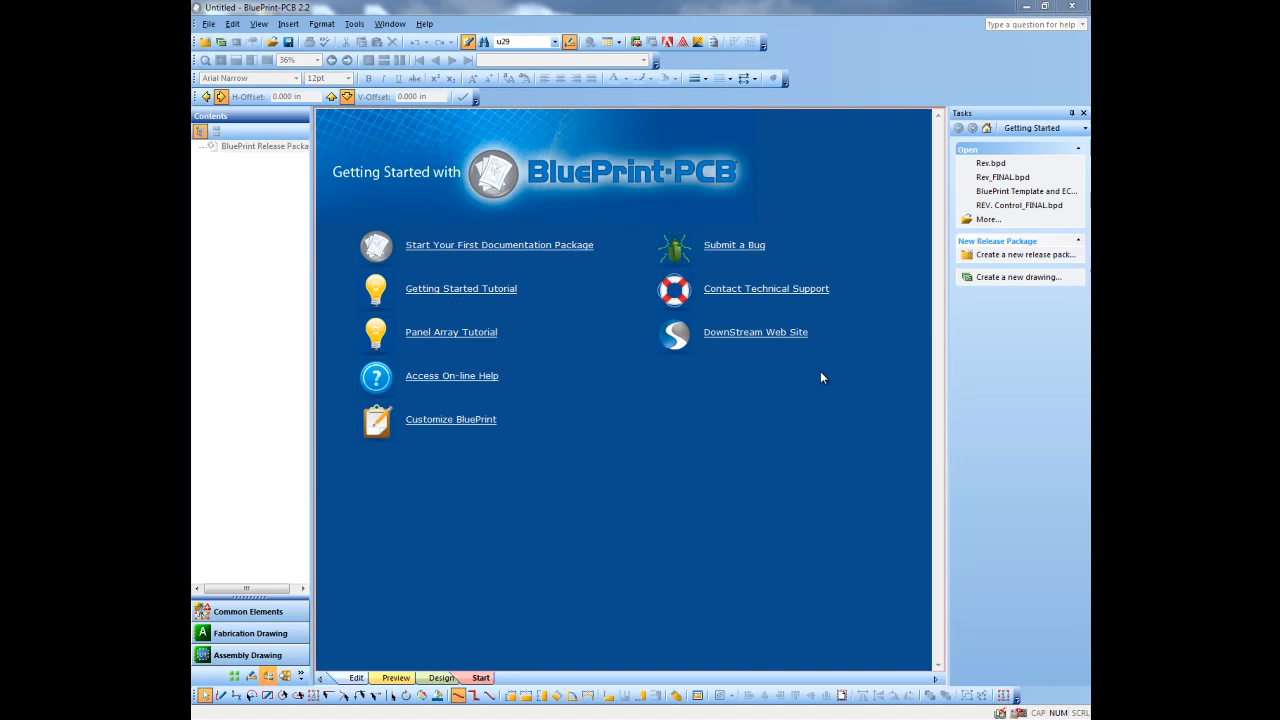 Untitled - BluePrint-PCB 2.2
File Edit View Insert Format Tools Window Help
Type a question for help
u29
36%
Arial Narrow 12pt
H-Offset: 0.000 in V-Offset: 0.000 in
Contents
BluePrint Release Packa
Getting Started with BluePrint-PCB
Start Your First Documentation Package
Getting Started Tutorial
Panel Array Tutorial
Access On-line Help
Customize BluePrint
Submit a Bug
Contact Technical Support
DownStream Web Site
Tasks
Getting Started
Open
Rev.bpd
Rev_FINAL.bpd
BluePrint Template and EC...
REV. Control_FINAL.bpd
More...
New Release Package
Create a new release pack...
Create a new drawing...
Common Elements
Fabrication Drawing
Assembly Drawing
Edit Preview Design Start
CAP NUM SCRL